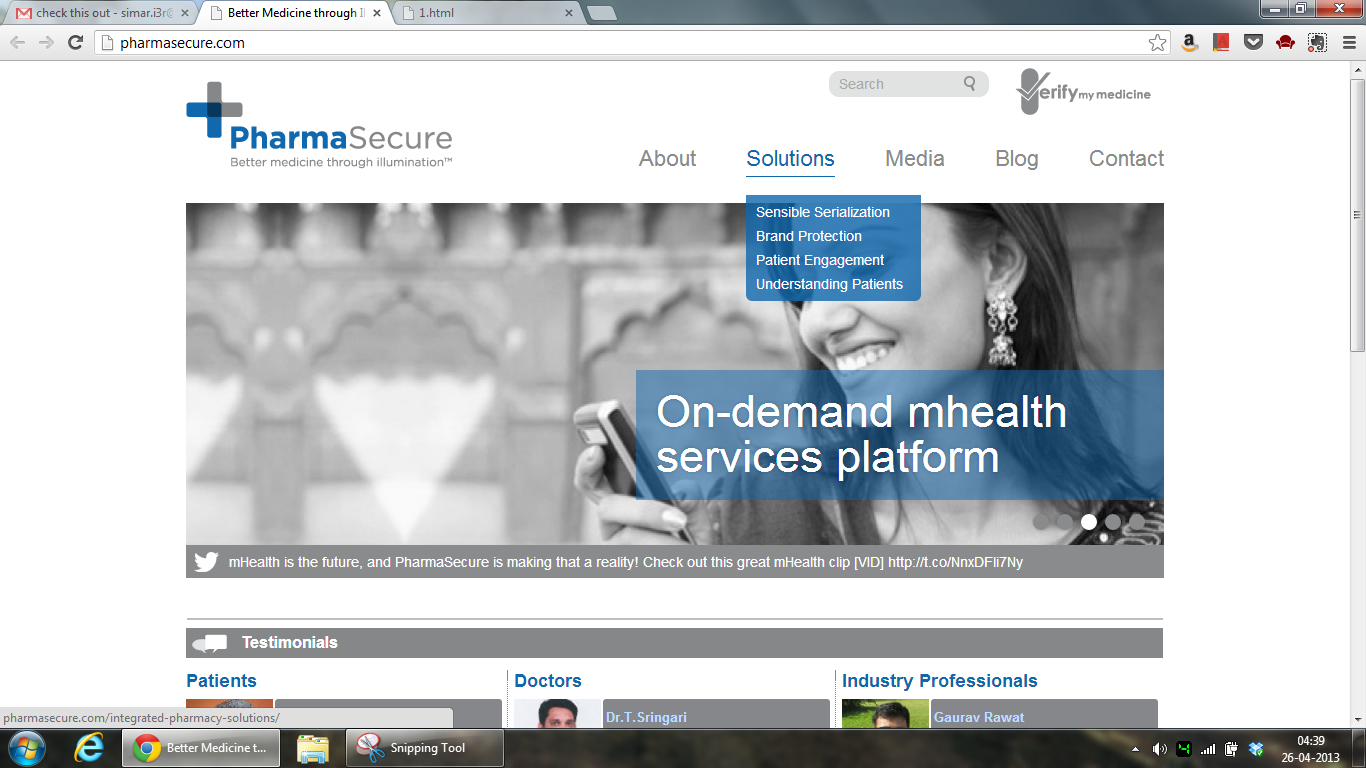 check this out - simar.i3r@
Better Medicine through I
1.html
pharmasecure.com
Search
Verify my medicine
PharmaSecure
Better medicine through illumination™
About
Solutions
Media
Blog
Contact
Sensible Serialization
Brand Protection
Patient Engagement
Understanding Patients
On-demand mhealth
services platform
mHealth is the future, and PharmaSecure is making that a reality! Check out this great mHealth clip [VID] http://t.co/NnxDFli7Ny
Testimonials
Patients
Doctors
Industry Professionals
Dr.T.Sringari
Gaurav Rawat
pharmasecure.com/integrated-pharmacy-solutions/
Better Medicine t...
Snipping Tool
04:39
26-04-2013